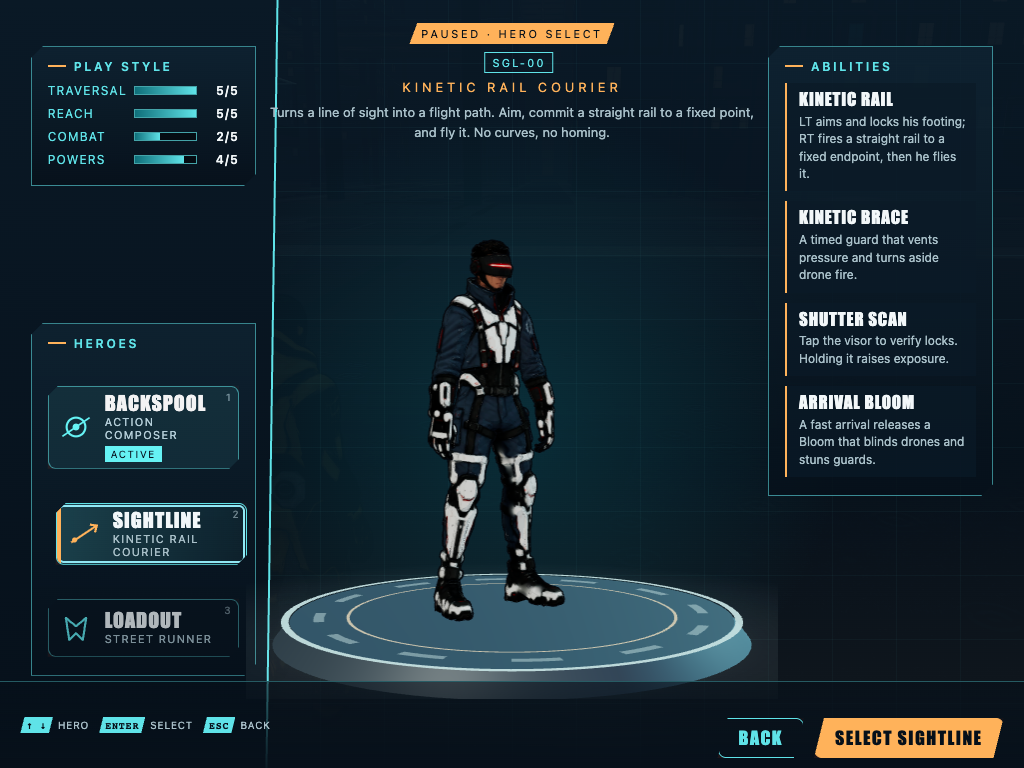 PAUSED · HERO SELECT
SGL-00
KINETIC RAIL COURIER
Turns a line of sight into a flight path. Aim, commit a straight rail to a fixed point,
and fly it. No curves, no homing.
PLAY STYLE
TRAVERSAL 5/5
REACH 5/5
COMBAT 2/5
POWERS 4/5
HEROES
BACKSPOOL 1
ACTION
COMPOSER
ACTIVE
SIGHTLINE 2
KINETIC RAIL
COURIER
LOADOUT 3
STREET RUNNER
ABILITIES
KINETIC RAIL
LT aims and locks his footing;
RT fires a straight rail to a
fixed endpoint, then he flies
it.
KINETIC BRACE
A timed guard that vents
pressure and turns aside
drone fire.
SHUTTER SCAN
Tap the visor to verify locks.
Holding it raises exposure.
ARRIVAL BLOOM
A fast arrival releases a
Bloom that blinds drones and
stuns guards.
↑ ↓ HERO ENTER SELECT ESC BACK
BACK
SELECT SIGHTLINE